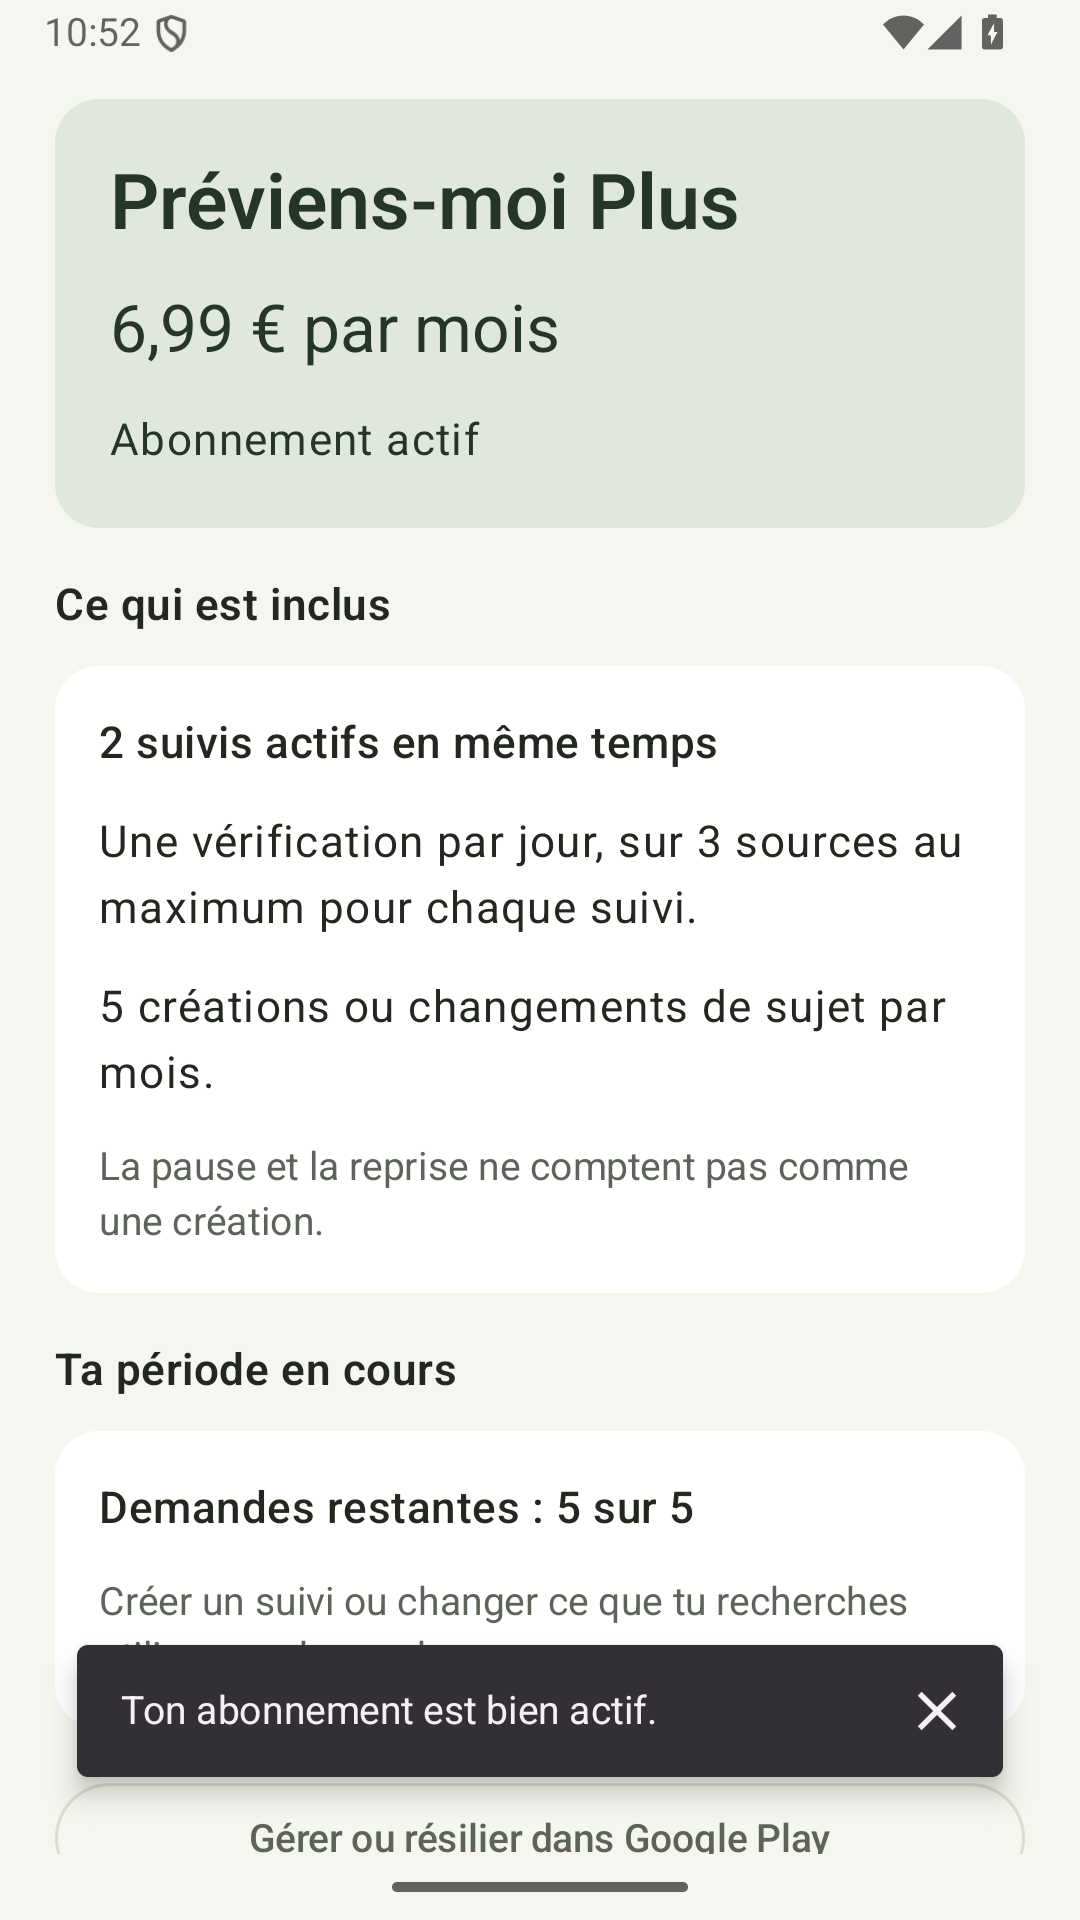 10:52
Préviens-moi Plus
6,99 € par mois
Abonnement actif
Ce qui est inclus
2 suivis actifs en même temps
Une vérification par jour, sur 3 sources au
maximum pour chaque suivi.
5 créations ou changements de sujet par
mois.
La pause et la reprise ne comptent pas comme
une création.
Ta période en cours
Demandes restantes : 5 sur 5
Créer un suivi ou changer ce que tu recherches
Ton abonnement est bien actif.
Gérer ou résilier dans Google Play